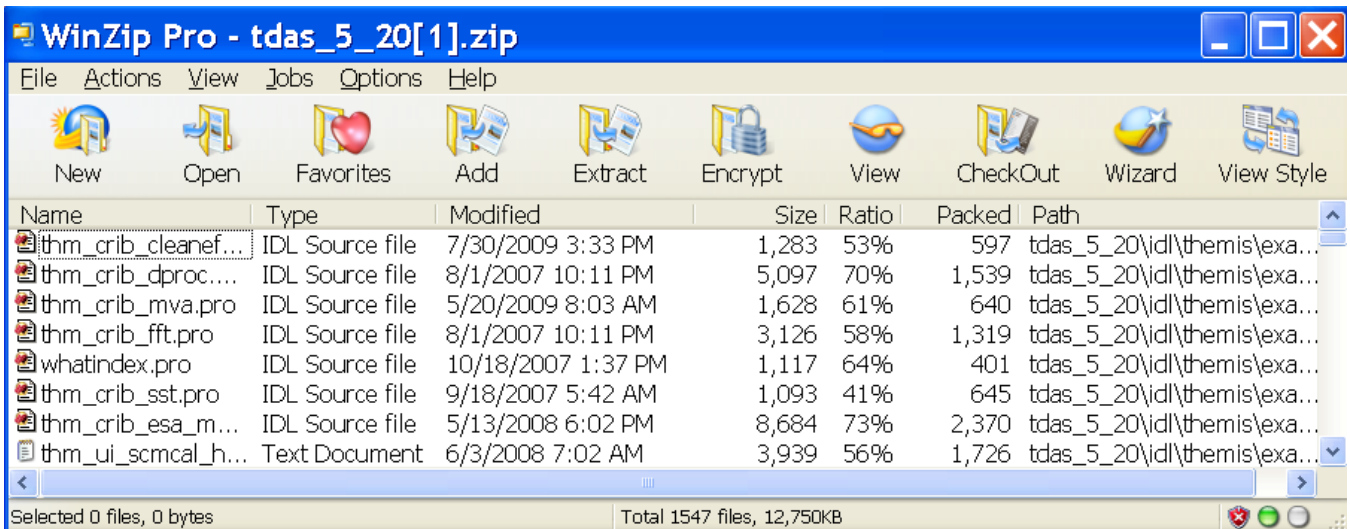 WinZip Pro - tdas_5_20[1].zip
File Actions View Jobs Options Help
New Open Favorites Add Extract Encrypt View CheckOut Wizard View Style
Name Type Modified Size Ratio Packed Path
thm_crib_cleanef... IDL Source file 7/30/2009 3:33 PM 1,283 53% 597 tdas_5_20\idl\themis\exa...
thm_crib_dproc.... IDL Source file 8/1/2007 10:11 PM 5,097 70% 1,539 tdas_5_20\idl\themis\exa...
thm_crib_mva.pro IDL Source file 5/20/2009 8:03 AM 1,628 61% 640 tdas_5_20\idl\themis\exa...
thm_crib_fft.pro IDL Source file 8/1/2007 10:11 PM 3,126 58% 1,319 tdas_5_20\idl\themis\exa...
whatindex.pro IDL Source file 10/18/2007 1:37 PM 1,117 64% 401 tdas_5_20\idl\themis\exa...
thm_crib_sst.pro IDL Source file 9/18/2007 5:42 AM 1,093 41% 645 tdas_5_20\idl\themis\exa...
thm_crib_esa_m... IDL Source file 5/13/2008 6:02 PM 8,684 73% 2,370 tdas_5_20\idl\themis\exa...
thm_ui_scmcal_h... Text Document 6/3/2008 7:02 AM 3,939 56% 1,726 tdas_5_20\idl\themis\exa...
Selected 0 files, 0 bytes Total 1547 files, 12,750KB